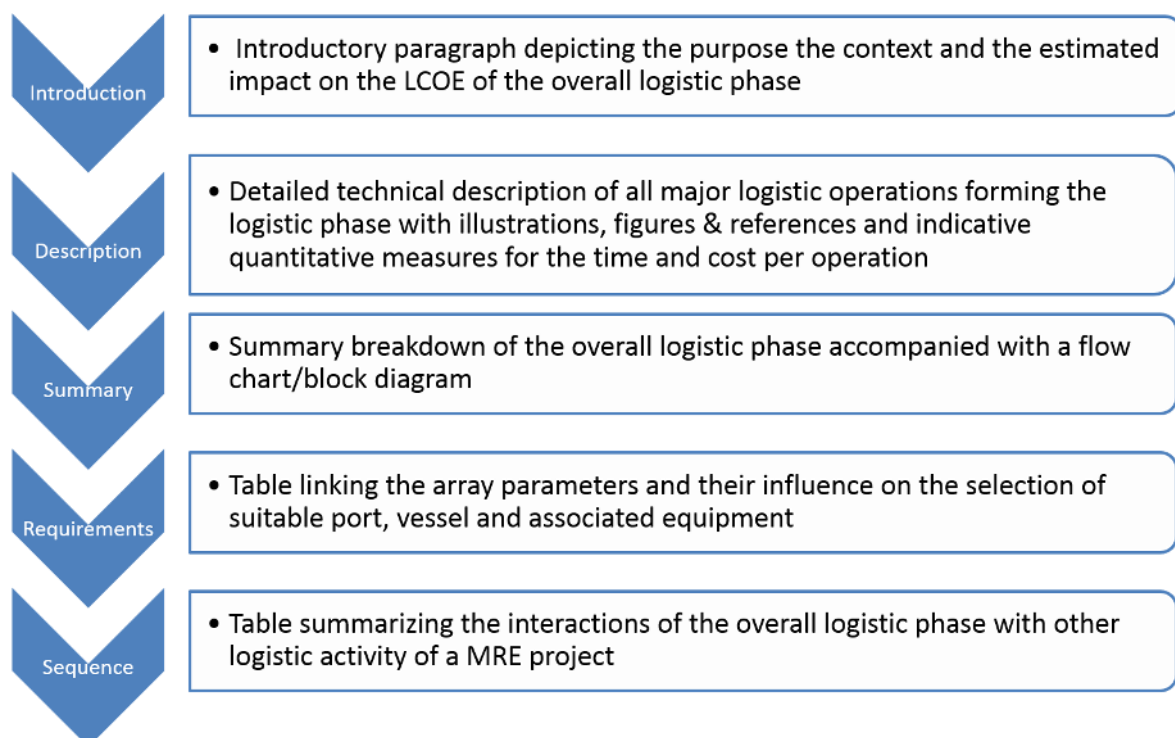 Introduction
• Introductory paragraph depicting the purpose the context and the estimated
impact on the LCOE of the overall logistic phase
Description
• Detailed technical description of all major logistic operations forming the
logistic phase with illustrations, figures & references and indicative
quantitative measures for the time and cost per operation
Summary
• Summary breakdown of the overall logistic phase accompanied with a flow
chart/block diagram
Requirements
• Table linking the array parameters and their influence on the selection of
suitable port, vessel and associated equipment
Sequence
• Table summarizing the interactions of the overall logistic phase with other
logistic activity of a MRE project